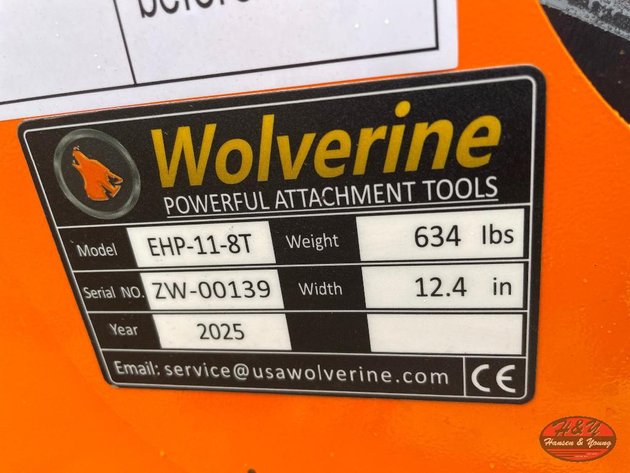 before
Wolverine
POWERFUL ATTACHMENT TOOLS
Model EHP-11-8T Weight 634 lbs
Serial NO. ZW-00139 Width 12.4 in
Year 2025
Email: service@usawolverine.com CE
H&Y
Hansen & Young